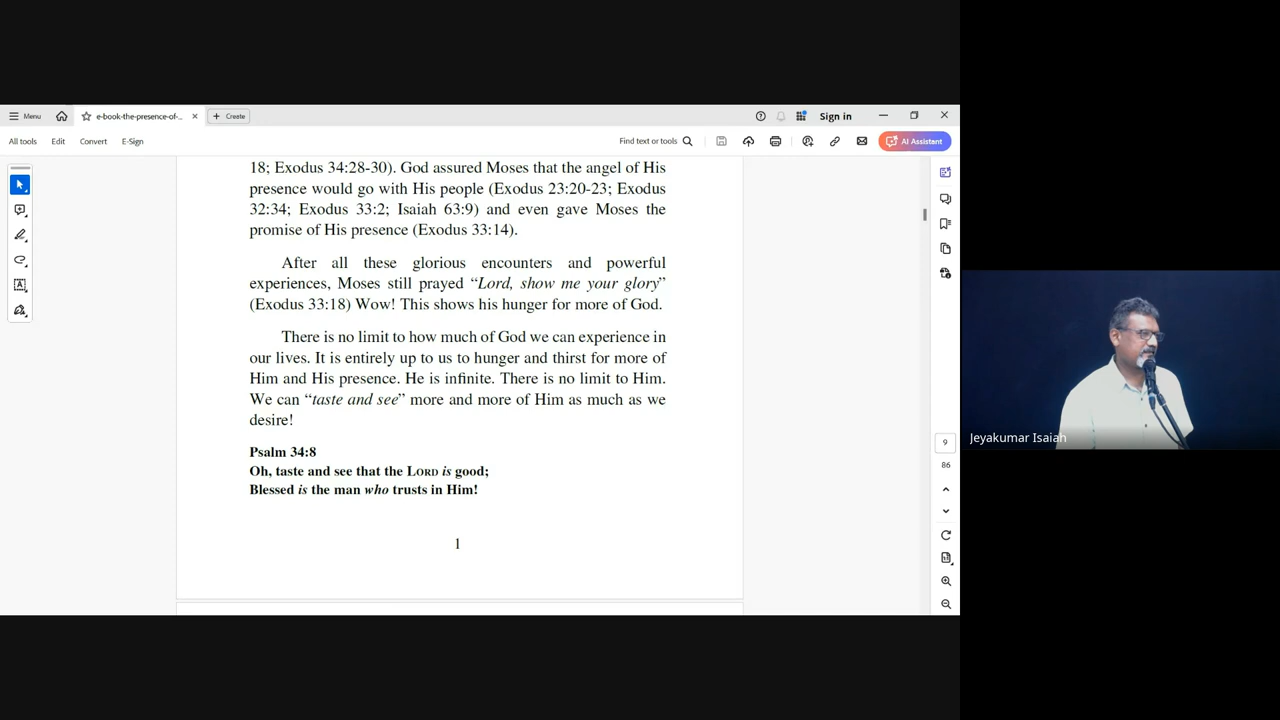 Menu
e-book-the-presence-of-...
Create
Sign in
All tools
Edit
Convert
E-Sign
Find text or tools
AI Assistant
18; Exodus 34:28-30). God assured Moses that the angel of His
presence would go with His people (Exodus 23:20-23; Exodus
32:34; Exodus 33:2; Isaiah 63:9) and even gave Moses the
promise of His presence (Exodus 33:14).
After all these glorious encounters and powerful
experiences, Moses still prayed “Lord, show me your glory”
(Exodus 33:18) Wow! This shows his hunger for more of God.
There is no limit to how much of God we can experience in
our lives. It is entirely up to us to hunger and thirst for more of
Him and His presence. He is infinite. There is no limit to Him.
We can “taste and see” more and more of Him as much as we
desire!
Psalm 34:8
Oh, taste and see that the LORD is good;
Blessed is the man who trusts in Him!
1
9
86
Jeyakumar Isaiah